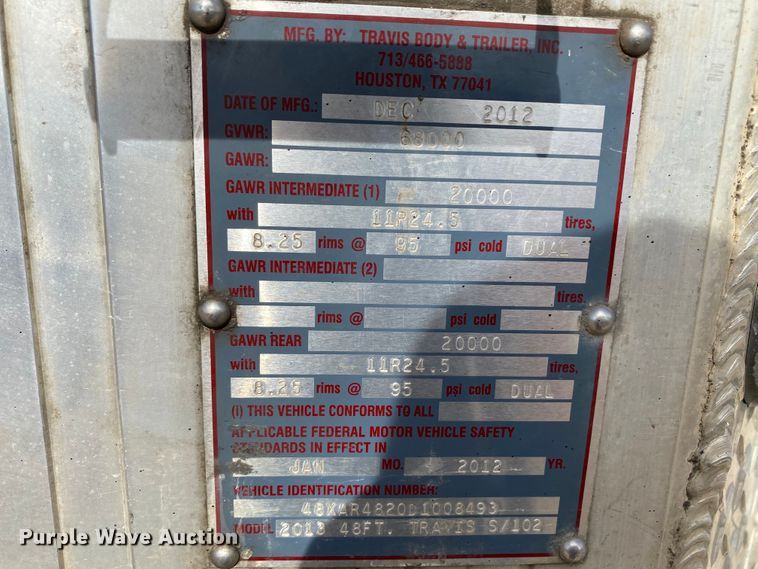 MFG. BY: TRAVIS BODY & TRAILER, INC.
713/466-5888
HOUSTON, TX 77041
DATE OF MFG.: DEC 2012
GVWR: 68000
GAWR:
GAWR INTERMEDIATE (1) 20000
with 11R24.5 tires,
8.25 rims @ 95 psi cold DUAL
GAWR INTERMEDIATE (2)
with tires.
rims @ psi cold
GAWR REAR 20000
with 11R24.5 tires,
8.25 rims @ 95 psi cold DUAL
(I) THIS VEHICLE CONFORMS TO ALL
APPLICABLE FEDERAL MOTOR VEHICLE SAFETY
STANDARDS IN EFFECT IN
JAN MO. 2012 YR.
VEHICLE IDENTIFICATION NUMBER:
48XAR4820D1008493
MODEL 2013 48FT. TRAVIS S/102
Purple Wave Auction